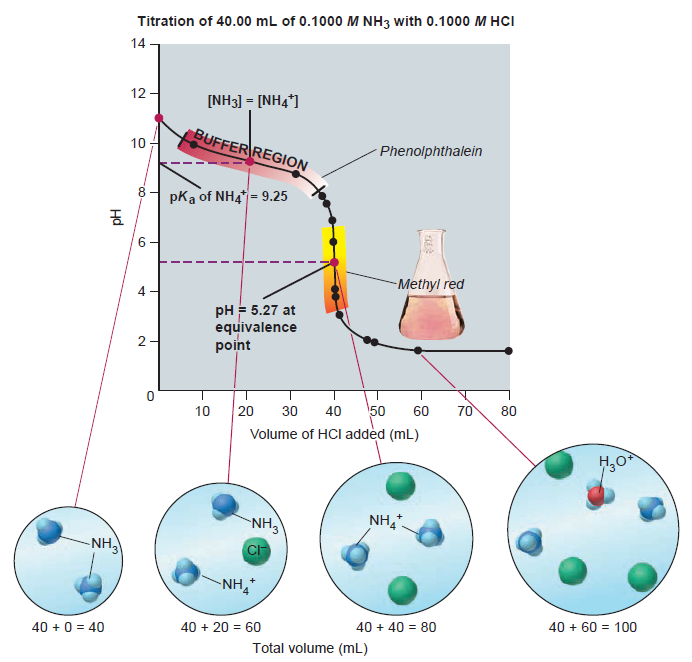 Titration of 40.00 mL of 0.1000 M NH₃ with 0.1000 M HCl
pH
14
12
10
8
6
4
2
0
[NH₃] = [NH₄⁺]
BUFFER REGION
Phenolphthalein
pKₐ of NH₄⁺ = 9.25
Methyl red
pH = 5.27 at
equivalence
point
10 20 30 40 50 60 70 80
Volume of HCl added (mL)
NH₃
NH₃
Cl⁻
NH₄⁺
NH₄⁺
H₃O⁺
40 + 0 = 40
40 + 20 = 60
40 + 40 = 80
40 + 60 = 100
Total volume (mL)